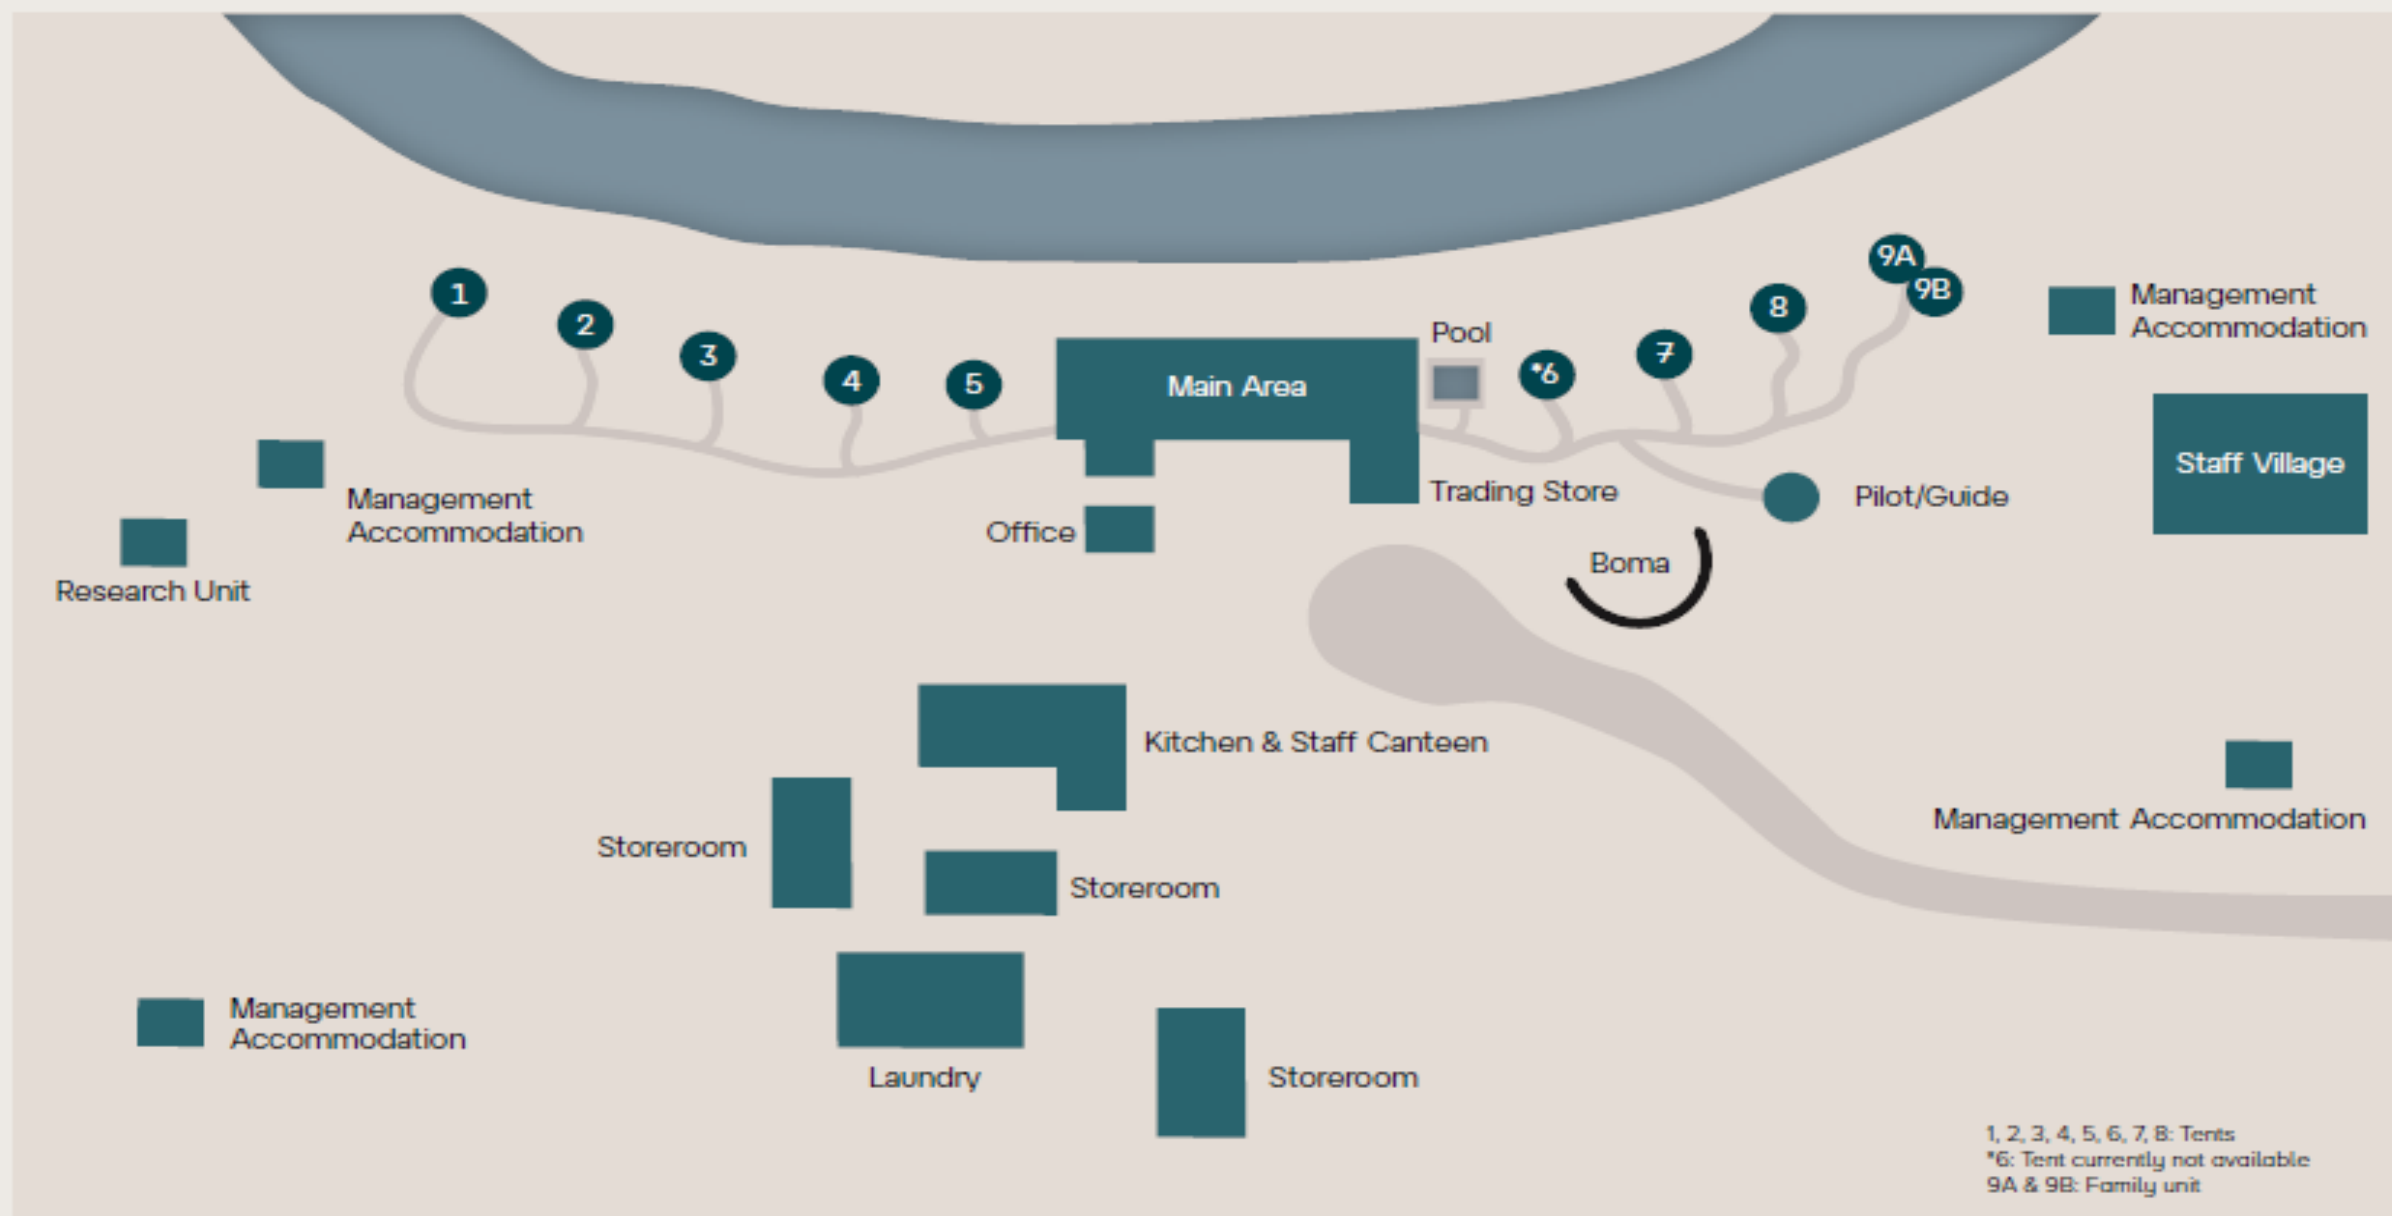 9A
9B
1
2
3
4
5
Main Area
Pool
*6
7
8
Management
Accommodation
Staff Village
Trading Store
Pilot/Guide
Management
Accommodation
Office
Boma
Research Unit
Kitchen & Staff Canteen
Management Accommodation
Storeroom
Storeroom
Management
Accommodation
Laundry
Storeroom
1, 2, 3, 4, 5, 6, 7, 8: Tents
*6: Tent currently not available
9A & 9B: Family unit